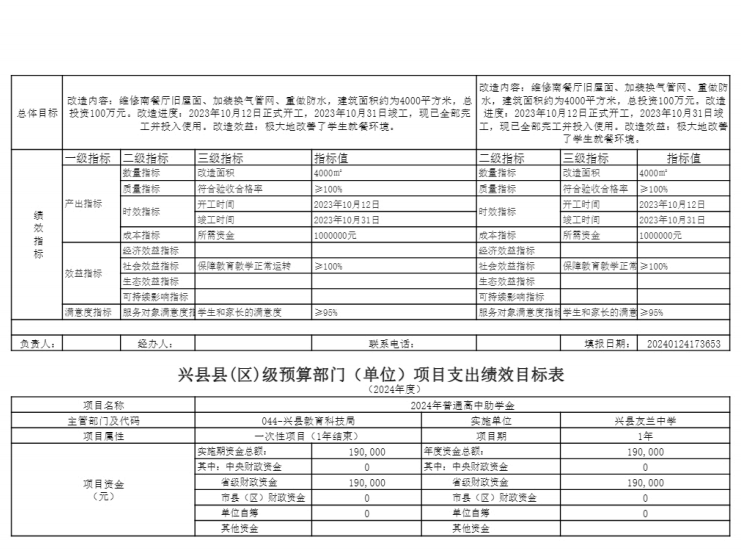 总体目标
改造内容：维修南餐厅旧屋面、加装换气管网、重做防水，建筑面积约为4000平方米，总
投资100万元。改造进度：2023年10月12日正式开工，2023年10月31日竣工，现已全部完
工并投入使用。改造效益：极大地改善了学生就餐环境。
改造内容：维修南餐厅旧屋面、加装换气管网、重做防
水，建筑面积约为4000平方米，总投资100万元。改造
进度：2023年10月12日正式开工，2023年10月31日竣
工，现已全部完工并投入使用。改造效益：极大地改善
了学生就餐环境。
绩效指标
一级指标 二级指标 三级指标 指标值 二级指标 三级指标 指标值
产出指标
数量指标 改造面积 4000㎡ 数量指标 改造面积 4000㎡
质量指标 符合验收合格率 ≥100% 质量指标 符合验收合格率 ≥100%
时效指标 开工时间 2023年10月12日 时效指标 开工时间 2023年10月12日
竣工时间 2023年10月31日 竣工时间 2023年10月31日
成本指标 所需资金 1000000元 成本指标 所需资金 1000000元
效益指标
经济效益指标 经济效益指标
社会效益指标 保障教育教学正常运转 ≥100% 社会效益指标 保障教育教学正常 ≥100%
生态效益指标 生态效益指标
可持续影响指标 可持续影响指标
满意度指标 服务对象满意度指 学生和家长的满意度 ≥95% 服务对象满意度指标 学生和家长的满意 ≥95%
负责人： 经办人： 联系电话： 填报日期： 20240124173653
兴县县(区)级预算部门（单位）项目支出绩效目标表
（2024年度）
项目名称 2024年普通高中助学金
主管部门及代码 044-兴县教育科技局 实施单位 兴县友兰中学
项目属性 一次性项目（1年结束） 项目期 1年
项目资金
（元）
实施期资金总额： 190,000 年度资金总额： 190,000
其中：中央财政资金 0 其中：中央财政资金 0
省级财政资金 190,000 省级财政资金 190,000
市县（区）财政资金 0 市县（区）财政资金 0
单位自筹 0 单位自筹 0
其他资金 其他资金